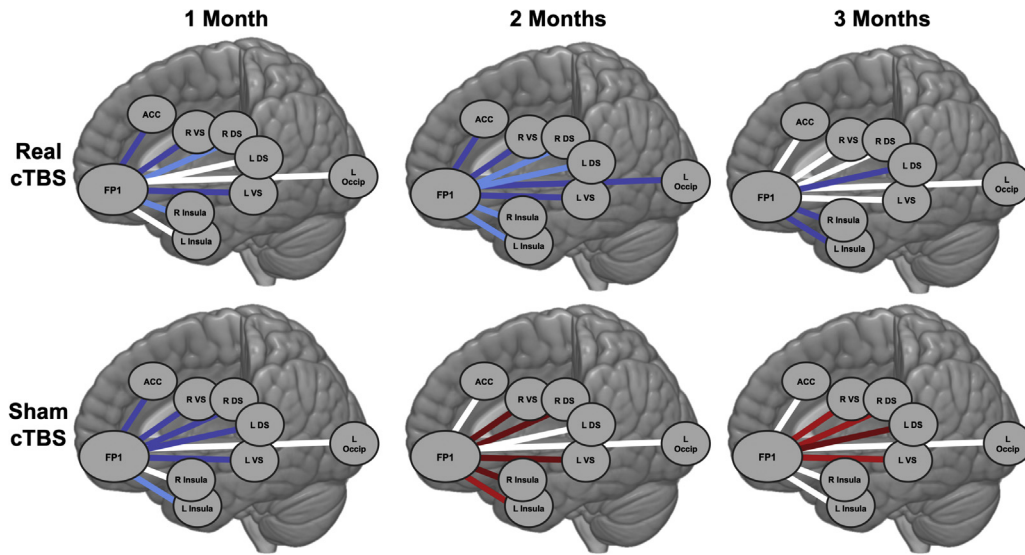 1 Month
2 Months
3 Months
Real
cTBS
ACC
R VS
R DS
L DS
L
Occip
FP1
L VS
R Insula
L Insula
ACC
R VS
R DS
L DS
L
Occip
FP1
L VS
R Insula
L Insula
ACC
R VS
R DS
L DS
L
Occip
FP1
L VS
R Insula
L Insula
Sham
cTBS
ACC
R VS
R DS
L DS
L
Occip
FP1
L VS
R Insula
L Insula
ACC
R VS
R DS
L DS
L
Occip
FP1
L VS
R Insula
L Insula
ACC
R VS
R DS
L DS
L
Occip
FP1
L VS
R Insula
L Insula